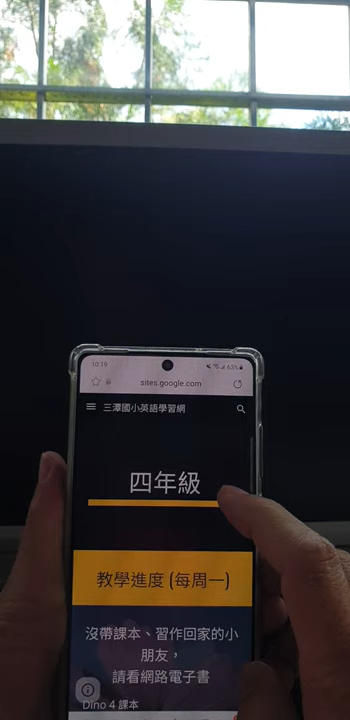 10:19
63%
sites.google.com
三潭國小英語學習網
四年級
教學進度 (每周一)
沒帶課本、習作回家的小
朋友，
請看網路電子書
Dino 4 課本